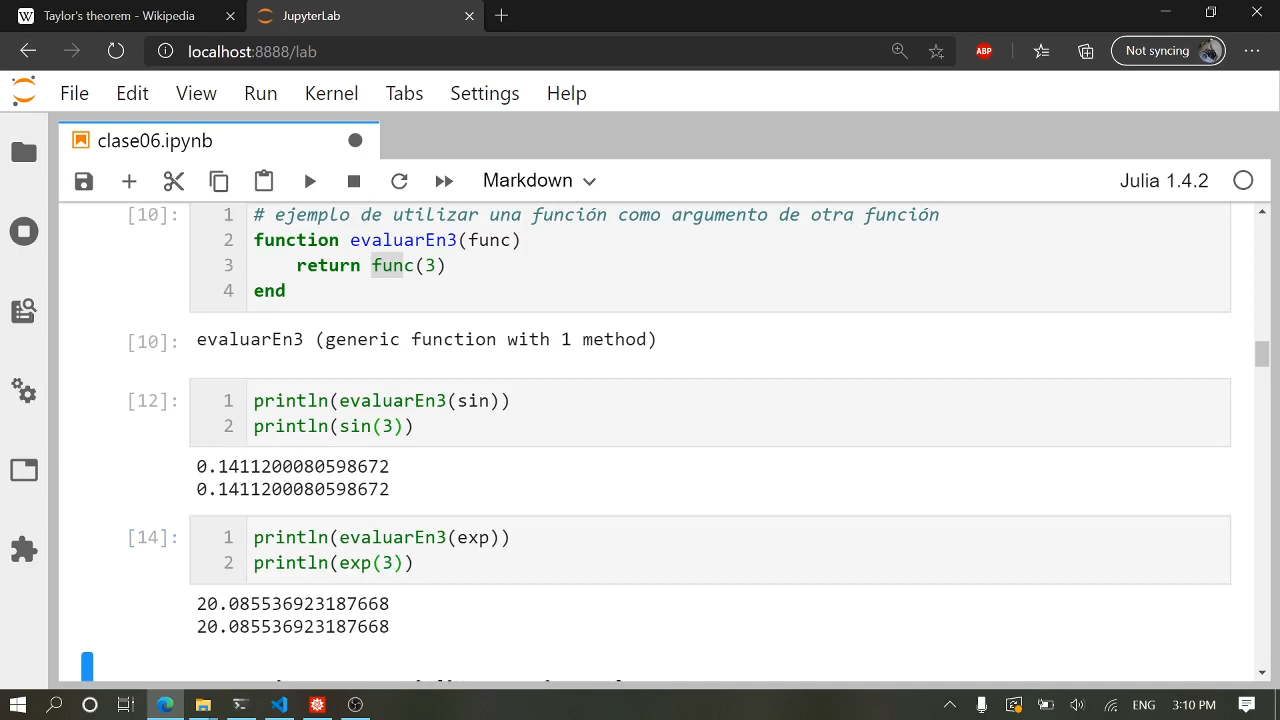 Taylor's theorem - Wikipedia
JupyterLab
localhost:8888/lab
ABP
Not syncing
File Edit View Run Kernel Tabs Settings Help
clase06.ipynb
Markdown
Julia 1.4.2
[10]: 1 # ejemplo de utilizar una función como argumento de otra función
2 function evaluarEn3(func)
3 return func(3)
4 end
[10]: evaluarEn3 (generic function with 1 method)
[12]: 1 println(evaluarEn3(sin))
2 println(sin(3))
0.1411200080598672
0.1411200080598672
[14]: 1 println(evaluarEn3(exp))
2 println(exp(3))
20.085536923187668
20.085536923187668
ENG 3:10 PM